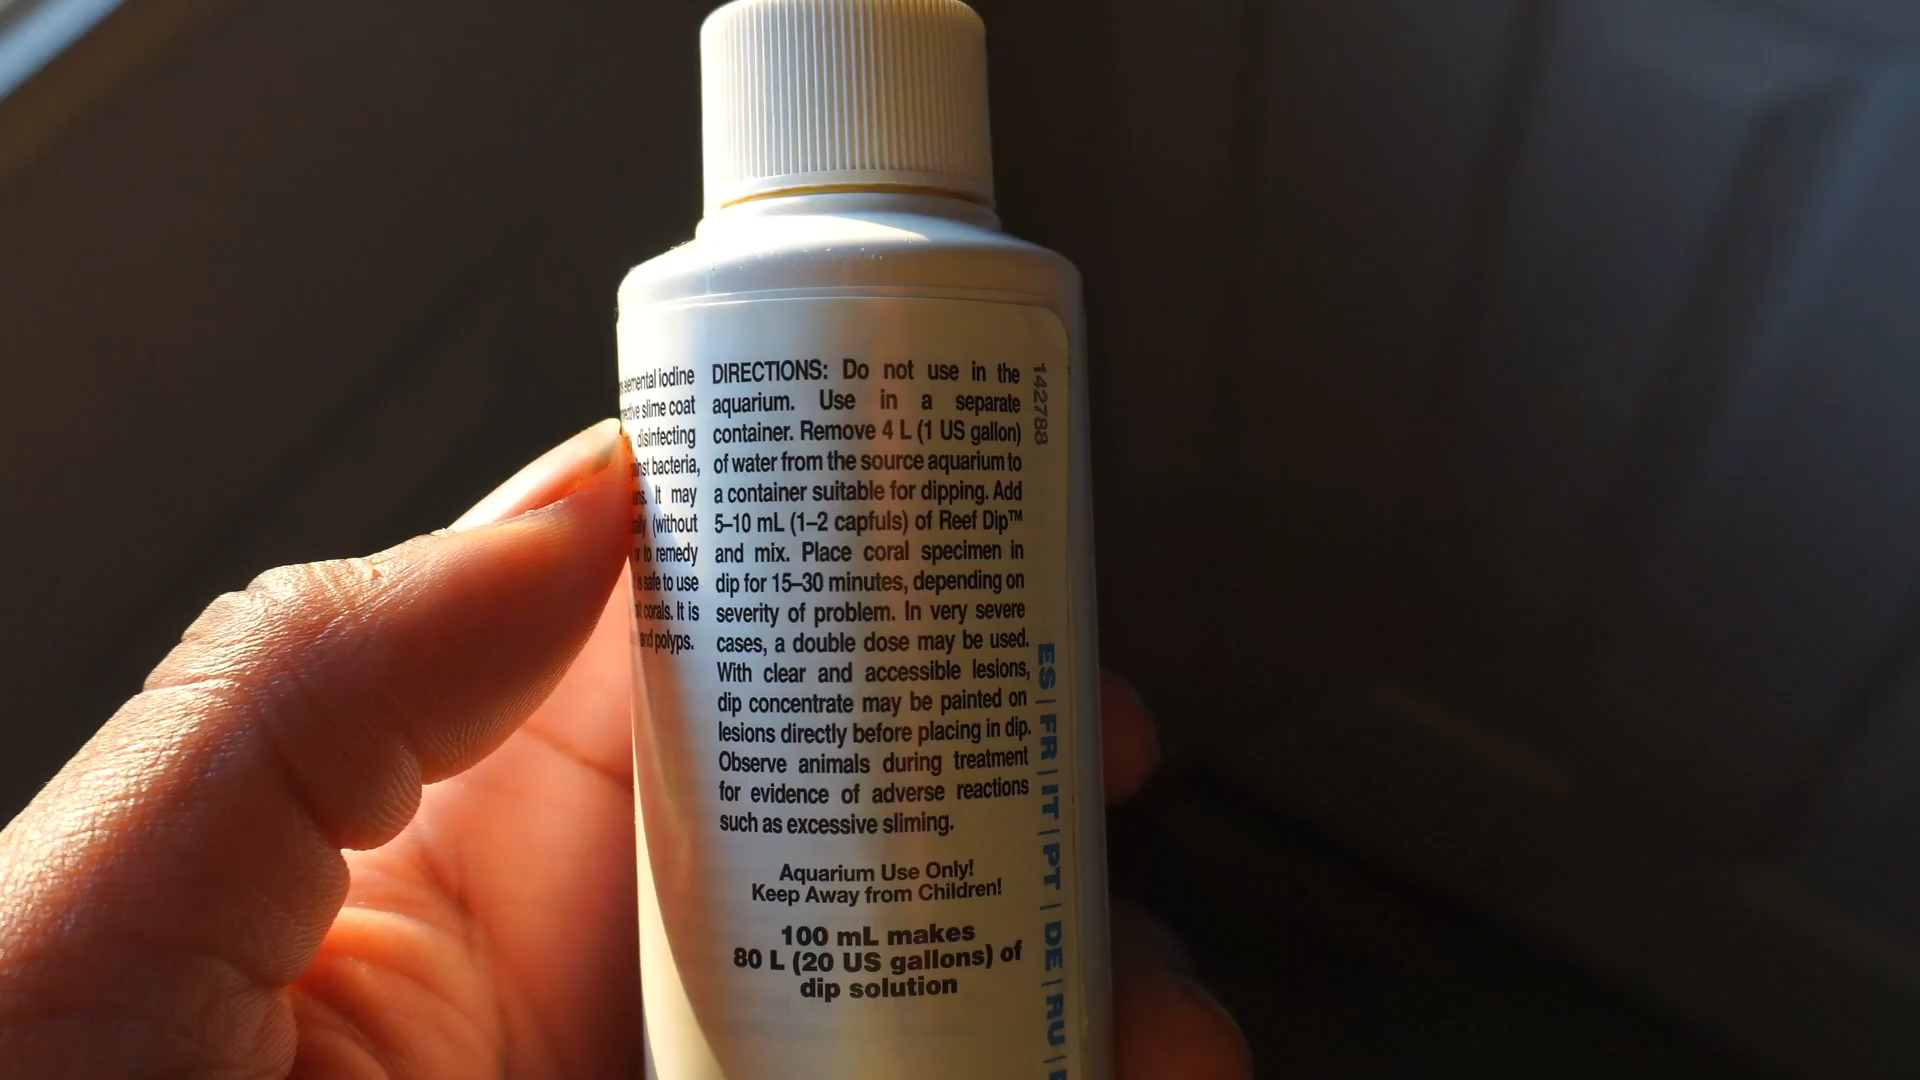 elemental iodine
slime coat
disinfecting
bacteria,
It may
(without
to remedy
is safe to use
corals. It is
and polyps.
DIRECTIONS: Do not use in the
aquarium. Use in a separate
container. Remove 4 L (1 US gallon)
of water from the source aquarium to
a container suitable for dipping. Add
5–10 mL (1–2 capfuls) of Reef Dip™
and mix. Place coral specimen in
dip for 15–30 minutes, depending on
severity of problem. In very severe
cases, a double dose may be used.
With clear and accessible lesions,
dip concentrate may be painted on
lesions directly before placing in dip.
Observe animals during treatment
for evidence of adverse reactions
such as excessive sliming.
Aquarium Use Only!
Keep Away from Children!
100 mL makes
80 L (20 US gallons) of
dip solution
142788
ES | FR | IT | PT | DE | RU |